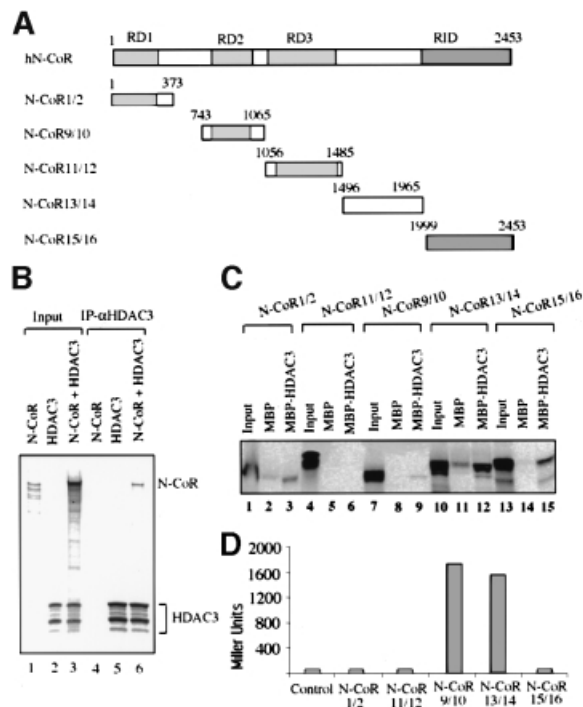 A
1 RD1 RD2 RD3 RID 2453
hN-CoR
1 373
N-CoR1/2
743 1065
N-CoR9/10
1056 1485
N-CoR11/12
1496 1965
N-CoR13/14
1999 2453
N-CoR15/16
B
Input IP-αHDAC3
N-CoR
HDAC3
N-CoR + HDAC3
N-CoR
HDAC3
N-CoR + HDAC3
N-CoR
HDAC3
1 2 3 4 5 6
C
N-CoR1/2 N-CoR11/12 N-CoR9/10 N-CoR13/14 N-CoR15/16
Input MBP MBP-HDAC3 Input MBP MBP-HDAC3 Input MBP MBP-HDAC3 Input MBP MBP-HDAC3 Input MBP MBP-HDAC3
1 2 3 4 5 6 7 8 9 10 11 12 13 14 15
D
Miller Units
2000
1600
1200
800
400
Control N-CoR N-CoR N-CoR N-CoR N-CoR
1/2 11/12 9/10 13/14 15/16